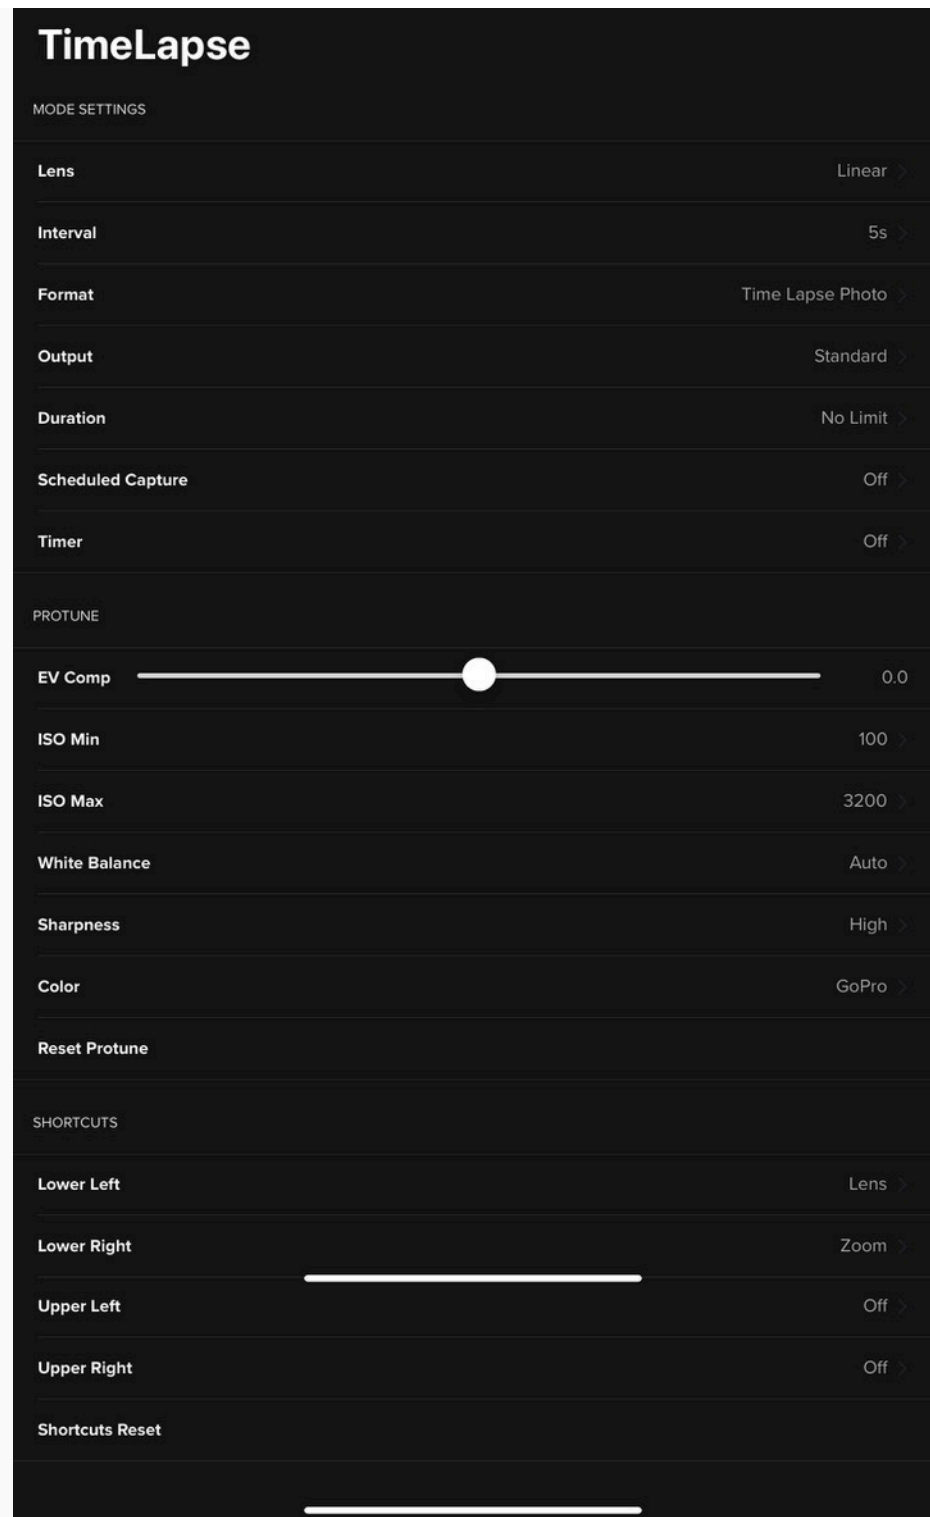 TimeLapse
MODE SETTINGS
Lens Linear
Interval 5s
Format Time Lapse Photo
Output Standard
Duration No Limit
Scheduled Capture Off
Timer Off
PROTUNE
EV Comp 0.0
ISO Min 100
ISO Max 3200
White Balance Auto
Sharpness High
Color GoPro
Reset Protune
SHORTCUTS
Lower Left Lens
Lower Right Zoom
Upper Left Off
Upper Right Off
Shortcuts Reset